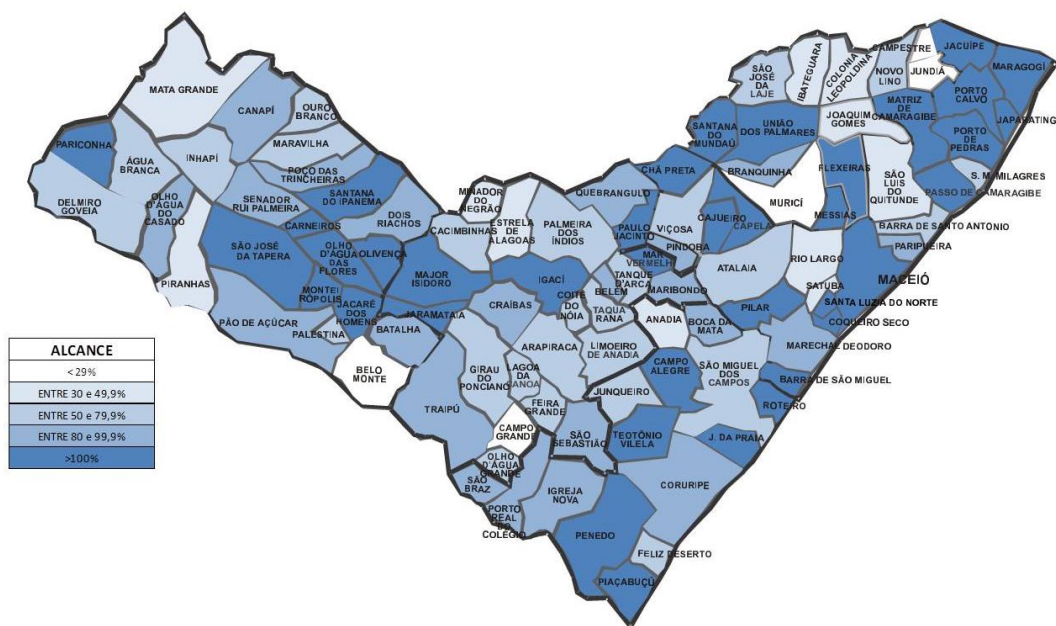 CAMPESTRE
JACUÍPE
JUNDIÁ
MARAGOGÍ
SÃO
JOSÉ
DA
LAJE
IBATEGUARA
COLONIA
LEOPOLDINA
NOVO
LINO
MATA GRANDE
PORTO
CALVO
CANAPÍ
OURO
BRANCO
MATRIZ
DE
CAMARAGIBE
JAPARATING
JOAQUIM
GOMES
SANTANA
DO
MUNDAÚ
UNIÃO
DOS PALMARES
PORTO
DE
PEDRAS
PARICONHA
MARAVILHA
ÁGUA
BRANCA
INHAPÍ
POÇO DAS
TRINCHEIRAS
CHÃ PRETA
BRANQUINHA
FLEXEIRAS
SÃO
LUIS
DO
QUITUNDE
S. M. MILAGRES
PASSO DE CAMARAGIBE
DELMIRO
GOVEIA
OLHO
D'ÁGUA
DO
CASADO
SENADOR
RUI PALMEIRA
SANTANA
DO IPANEMA
MINADOR
DO
NEGRÃO
QUEBRANGULO
MURICÍ
CARNEIROS
DOIS
RIACHOS
CACIMBINHAS
ESTRELA
DE
ALAGOAS
PALMEIRA
DOS
ÍNDIOS
PAULO
JACINTO
VIÇOSA
CAJUEIRO
CAPELA
MESSIAS
BARRA DE SANTO ANTONIO
SÃO JOSÉ
DA TAPERA
OLHO
D'ÁGUA
DAS
FLORES
OLIVENÇA
PINDOBA
PARIPUEIRA
MAR
VERMELHO
ATALAIA
RIO LARGO
PIRANHAS
MAJOR
ISIDORO
IGACÍ
TANQUE
D'ARCA
BELÉM
MARIBONDO
SATUBA
MACEIÓ
MONTEI
RÓPOLIS
JACARÉ
DOS
HOMENS
JARAMATAIA
CRAÍBAS
COITÉ
DO
NÓIA
TAQUA
RANA
ANADIA
BOCA DA
MATA
PILAR
SANTA LUZIA DO NORTE
COQUEIRO SECO
PÃO DE AÇÚCAR
PALESTINA
BATALHA
ARAPIRACA
LIMOEIRO
DE ANADIA
MARECHAL DEODORO
BELO
MONTE
GIRAU
DO
PONCIANO
LAGOA
DA
CANOA
CAMPO
ALEGRE
SÃO MIGUEL
DOS
CAMPOS
BARRA DE SÃO MIGUEL
JUNQUEIRO
ROTEIRO
TRAIPÚ
FEIRA
GRANDE
CAMPO
GRANDE
SÃO
SEBASTIÃO
TEOTÔNIO
VILELA
J. DA PRAIA
OLHO
D'ÁGUA
GRANDE
SÃO
BRAZ
IGREJA
NOVA
CORURIPE
PORTO
REAL
DO
COLÉGIO
PENEDO
FELIZ DESERTO
PIAÇABUÇÚ
ALCANCE
<29%
ENTRE 30 e 49,9%
ENTRE 50 e 79,9%
ENTRE 80 e 99,9%
>100%